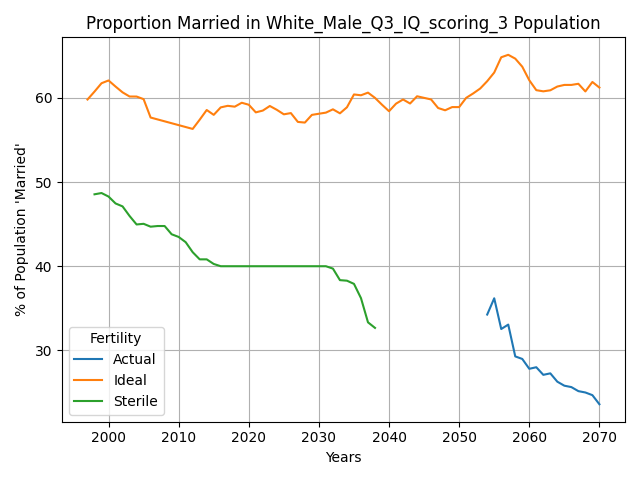 Proportion Married in White_Male_Q3_IQ_scoring_3 Population
% of Population 'Married'
60
50
40
30
Fertility
Actual
Ideal
Sterile
2000 2010 2020 2030 2040 2050 2060 2070
Years